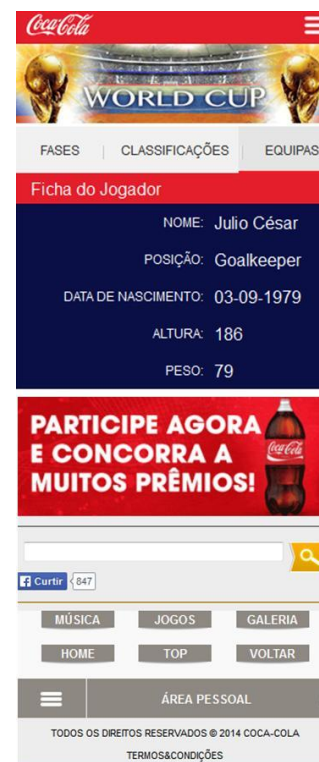 Coca-Cola
WORLD CUP
FASES CLASSIFICAÇÕES EQUIPAS
Ficha do Jogador
NOME: Julio César
POSIÇÃO: Goalkeeper
DATA DE NASCIMENTO: 03-09-1979
ALTURA: 186
PESO: 79
PARTICIPE AGORA
E CONCORRA A
MUITOS PRÊMIOS!
Coca-Cola
Curtir 847
MÚSICA JOGOS GALERIA
HOME TOP VOLTAR
ÁREA PESSOAL
TODOS OS DIREITOS RESERVADOS @ 2014 COCA-COLA
TERMOS&CONDIÇÕES